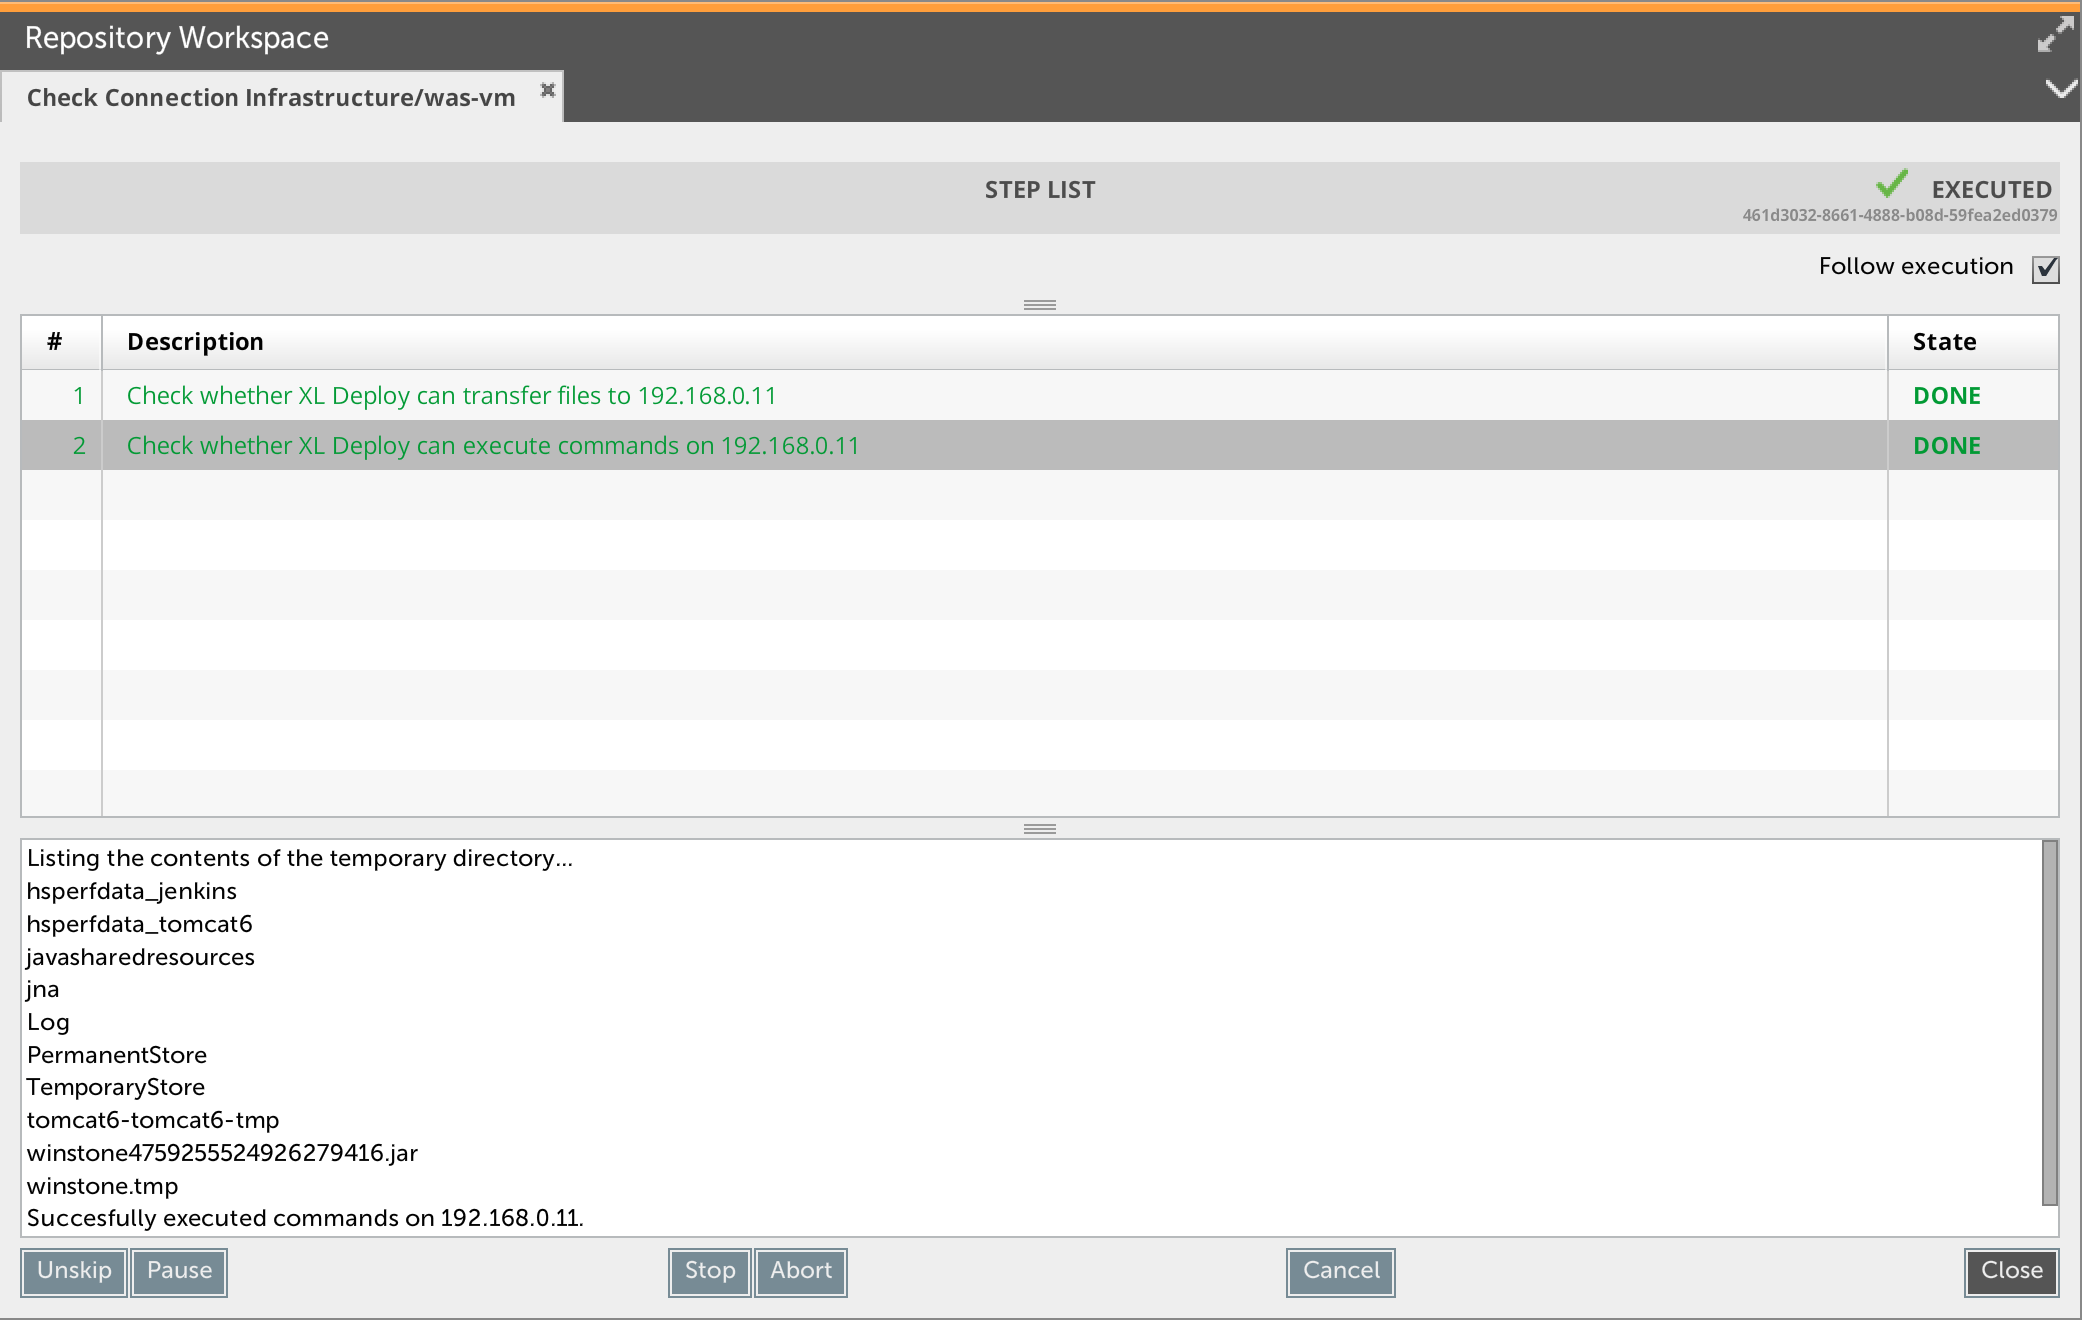 Repository Workspace
Check Connection Infrastructure/was-vm
STEP LIST
EXECUTED
461d3032-8661-4888-b08d-59fea2ed0379
Follow execution
# Description State
1 Check whether XL Deploy can transfer files to 192.168.0.11 DONE
2 Check whether XL Deploy can execute commands on 192.168.0.11 DONE
Listing the contents of the temporary directory...
hsperfdata_jenkins
hsperfdata_tomcat6
javasharedresources
jna
Log
PermanentStore
TemporaryStore
tomcat6-tomcat6-tmp
winstone4759255524926279416.jar
winstone.tmp
Succesfully executed commands on 192.168.0.11.
Unskip Pause Stop Abort Cancel Close